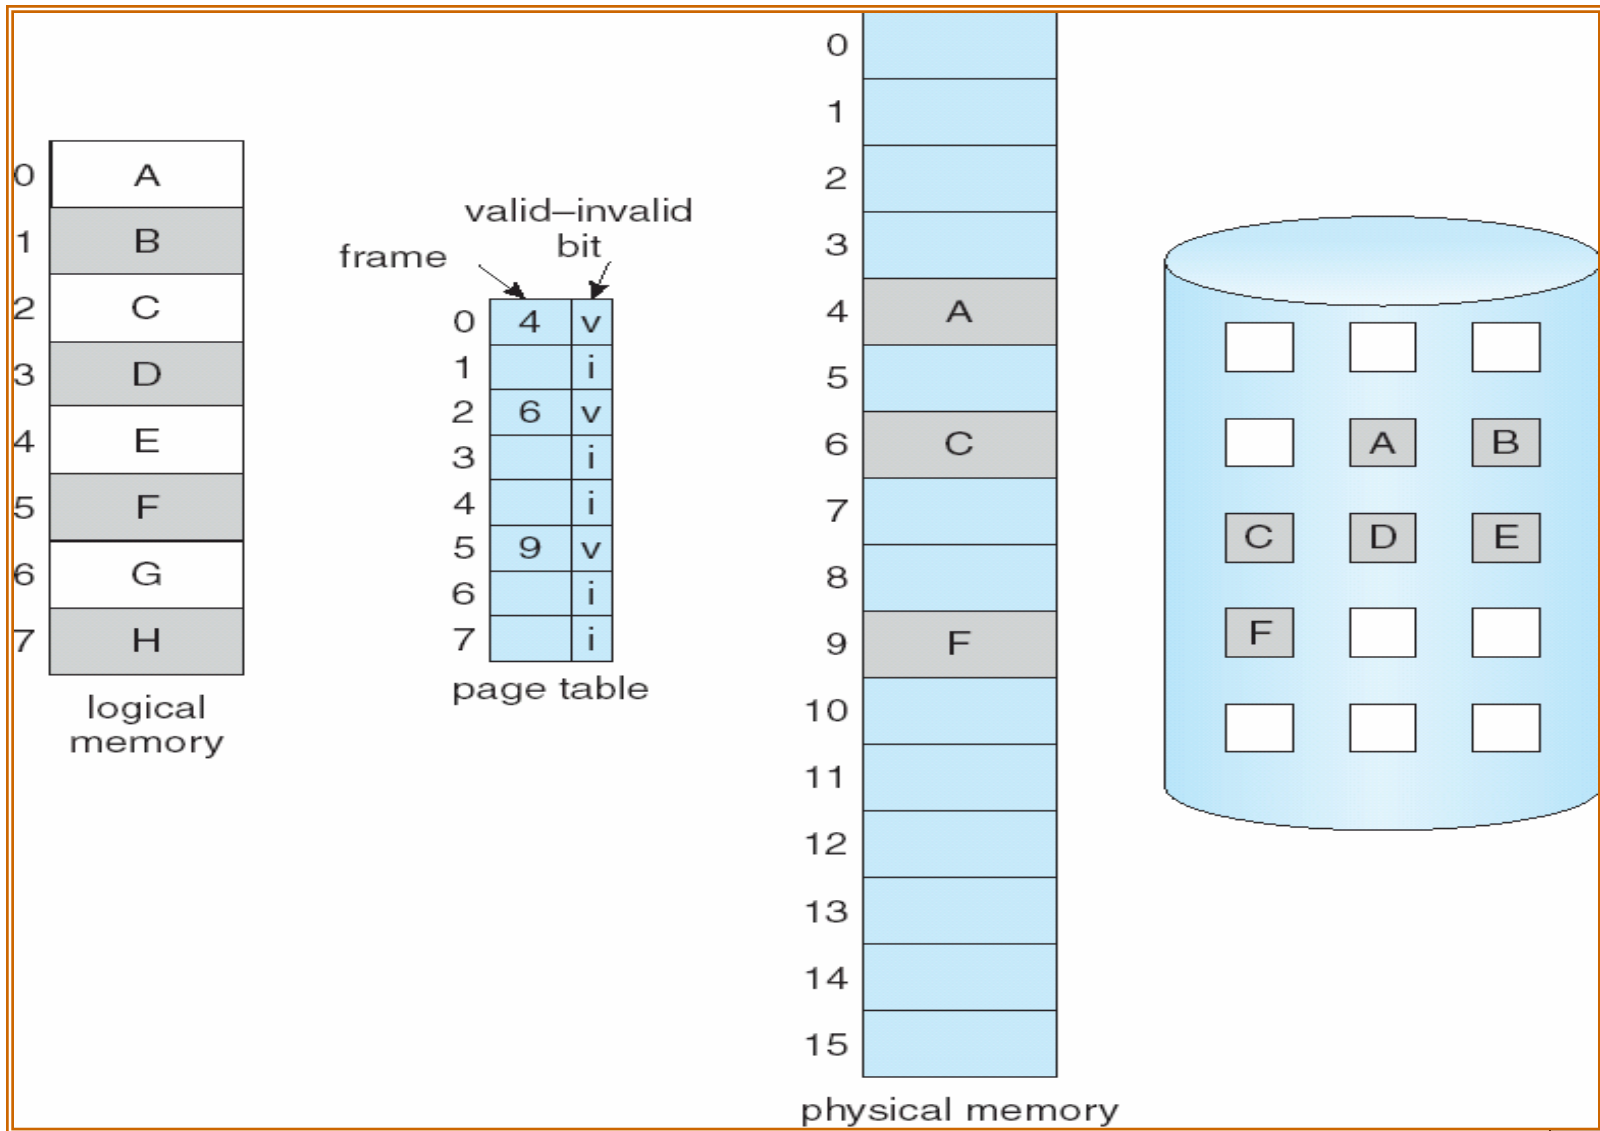 0 A
1 B
2 C
3 D
4 E
5 F
6 G
7 H
logical
memory
valid–invalid
bit
frame
0 4 v
1 i
2 6 v
3 i
4 i
5 9 v
6 i
7 i
page table
0
1
2
3
4 A
5
6 C
7
8
9 F
10
11
12
13
14
15
physical memory
A B
C D E
F